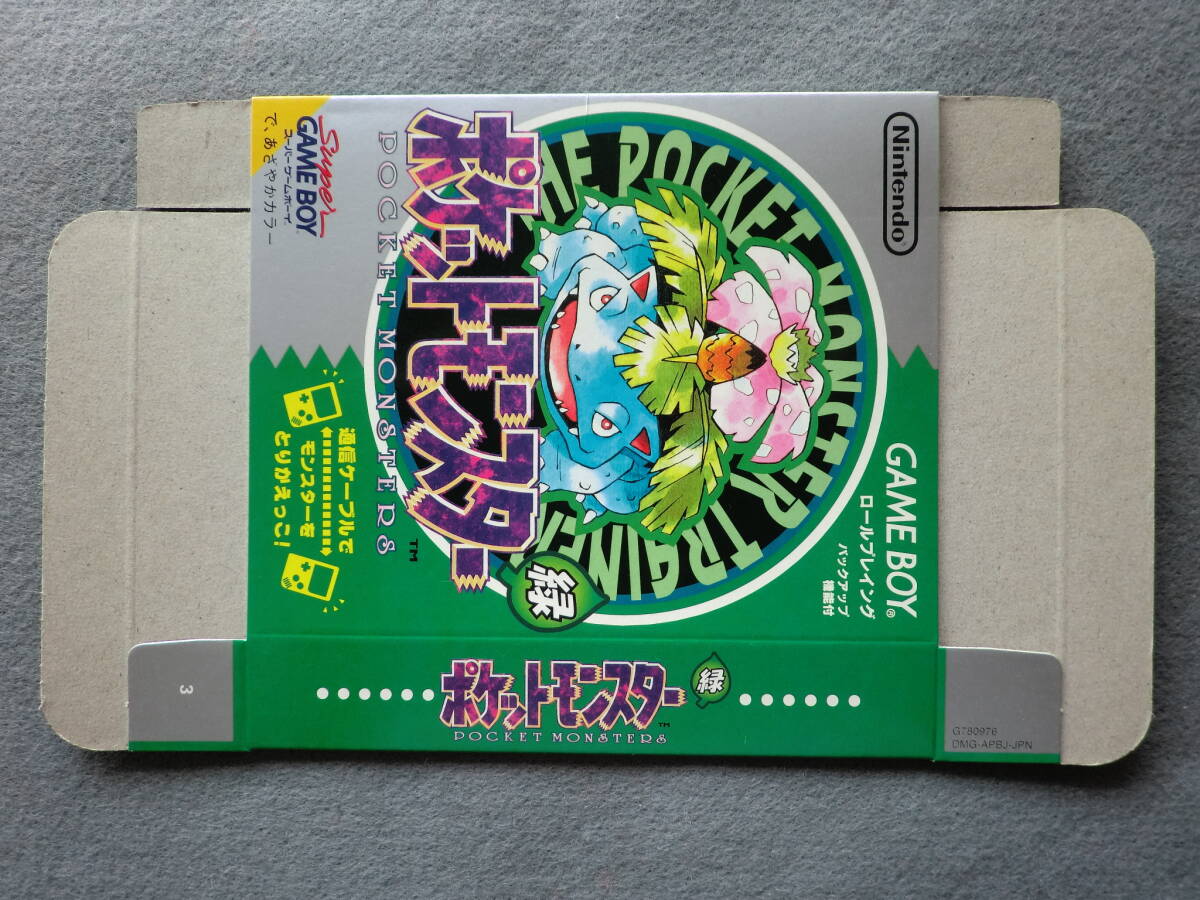 Nintendo
GAME BOY®
ロールプレイング
バックアップ
機能付
THE POCKET MONSTER TRAINER
ポケットモンスター
TM
緑
POCKET MONSTERS
Super
GAME BOY
スーパーゲームボーイ
で、あざやかカラー
通信ケーブルで
モンスターを
とりかえっこ!
緑
ポケットモンスター
TM
POCKET MONSTERS
3
G780976
DMG-APBJ-JPN